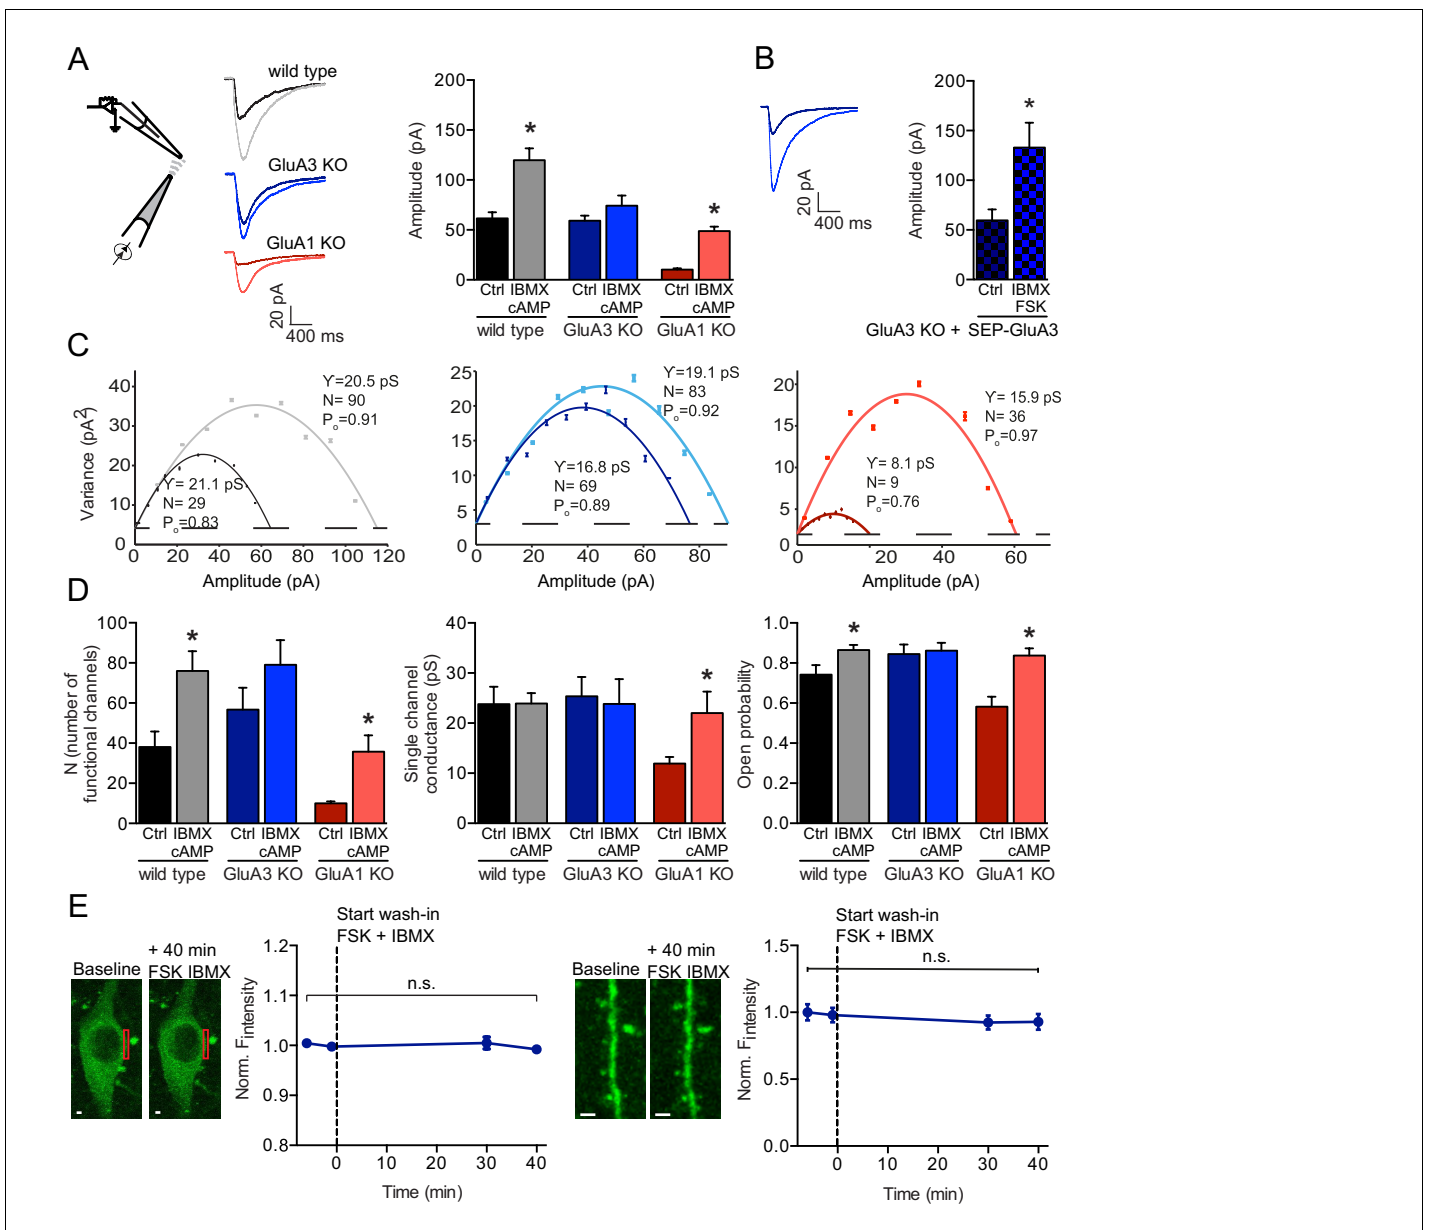 A
wild type
GluA3 KO
GluA1 KO
20 pA
400 ms
Amplitude (pA)
200
150
100
50
0
*
*
Ctrl IBMX cAMP
Ctrl IBMX cAMP
Ctrl IBMX cAMP
wild type
GluA3 KO
GluA1 KO
B
20 pA
400 ms
Amplitude (pA)
200
150
100
50
0
*
Ctrl IBMX
FSK
GluA3 KO + SEP-GluA3
C
Variance (pA2)
40
30
20
10
0
0 20 40 60 80 100 120
Amplitude (pA)
ϒ=20.5 pS
N= 90
Po=0.91
ϒ= 21.1 pS
N= 29
Po=0.83
25
20
15
10
5
0
0 20 40 60 80
Amplitude (pA)
ϒ=19.1 pS
N= 83
Po=0.92
ϒ=16.8 pS
N= 69
Po=0.89
20
15
10
5
0
0 20 40 60
Amplitude (pA)
ϒ= 15.9 pS
N= 36
Po=0.97
ϒ= 8.1 pS
N= 9
Po=0.76
D
N (number of
functional channels)
100
80
60
40
20
0
*
*
Ctrl IBMX cAMP
Ctrl IBMX cAMP
Ctrl IBMX cAMP
wild type
GluA3 KO
GluA1 KO
Single channel
conductance (pS)
40
30
20
10
0
*
Ctrl IBMX cAMP
Ctrl IBMX cAMP
Ctrl IBMX cAMP
wild type
GluA3 KO
GluA1 KO
Open probability
1.0
0.8
0.6
0.4
0.2
0.0
*
*
Ctrl IBMX cAMP
Ctrl IBMX cAMP
Ctrl IBMX cAMP
wild type
GluA3 KO
GluA1 KO
E
Baseline
+ 40 min
FSK IBMX
Start wash-in
FSK + IBMX
n.s.
Norm. Fintensity
1.2
1.1
1.0
0.9
0.8
0 10 20 30 40
Time (min)
Baseline
+ 40 min
FSK IBMX
Start wash-in
FSK + IBMX
n.s.
Norm. Fintensity
1.5
1.0
0.5
0.0
0 10 20 30 40
Time (min)